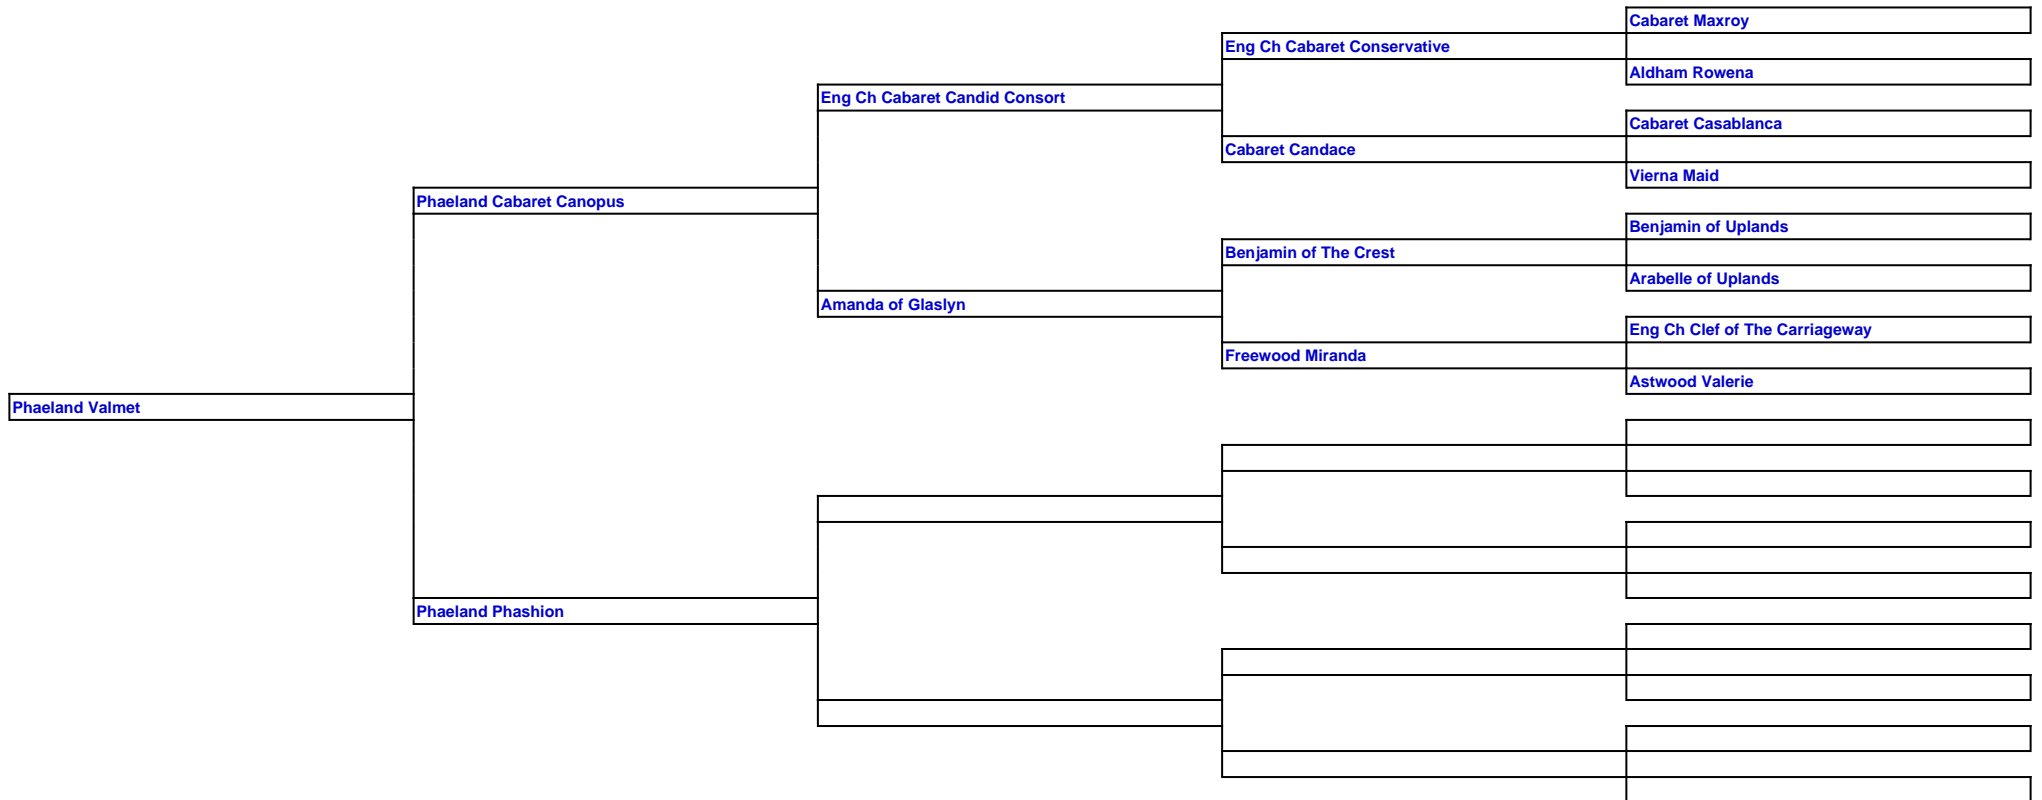 Cabaret Maxroy
Eng Ch Cabaret Conservative
Aldham Rowena
Eng Ch Cabaret Candid Consort
Cabaret Casablanca
Cabaret Candace
Vierna Maid
Phaeland Cabaret Canopus
Benjamin of Uplands
Benjamin of The Crest
Arabelle of Uplands
Amanda of Glaslyn
Eng Ch Clef of The Carriageway
Freewood Miranda
Astwood Valerie
Phaeland Valmet
Phaeland Phashion